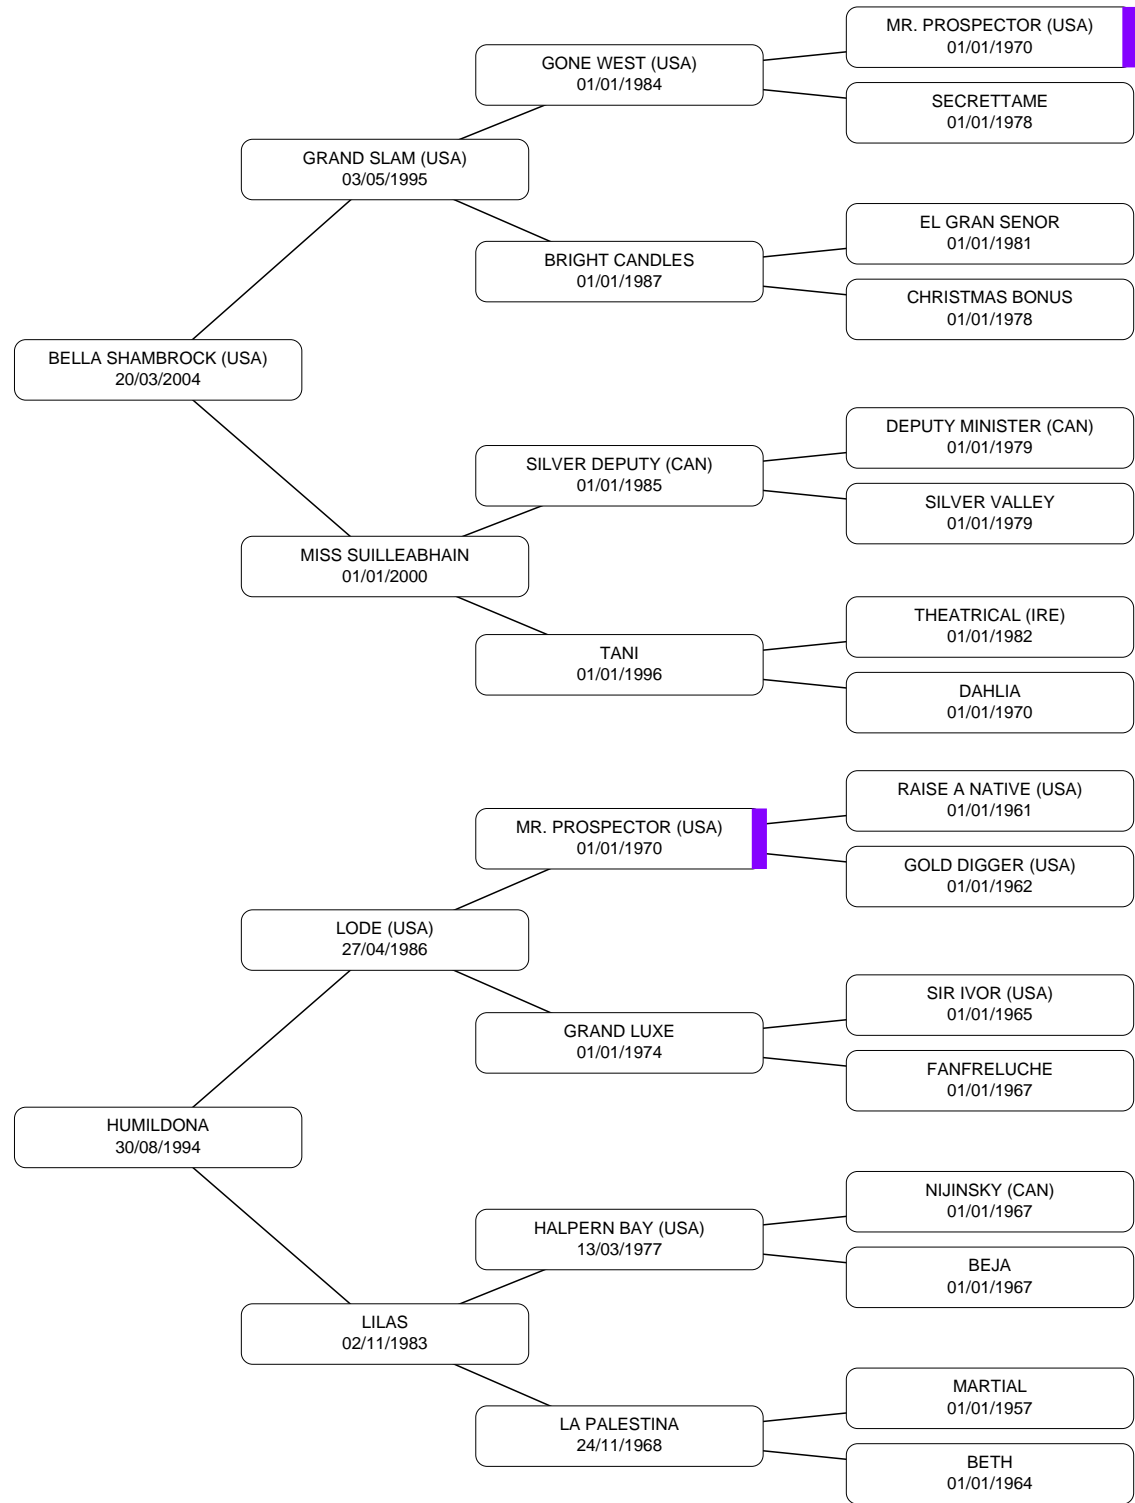 MR. PROSPECTOR (USA)
01/01/1970
GONE WEST (USA)
01/01/1984
SECRETTAME
01/01/1978
GRAND SLAM (USA)
03/05/1995
EL GRAN SENOR
01/01/1981
BRIGHT CANDLES
01/01/1987
CHRISTMAS BONUS
01/01/1978
BELLA SHAMBROCK (USA)
20/03/2004
DEPUTY MINISTER (CAN)
01/01/1979
SILVER DEPUTY (CAN)
01/01/1985
SILVER VALLEY
01/01/1979
MISS SUILLEABHAIN
01/01/2000
THEATRICAL (IRE)
01/01/1982
TANI
01/01/1996
DAHLIA
01/01/1970
RAISE A NATIVE (USA)
01/01/1961
MR. PROSPECTOR (USA)
01/01/1970
GOLD DIGGER (USA)
01/01/1962
LODE (USA)
27/04/1986
SIR IVOR (USA)
01/01/1965
GRAND LUXE
01/01/1974
FANFRELUCHE
01/01/1967
HUMILDONA
30/08/1994
NIJINSKY (CAN)
01/01/1967
HALPERN BAY (USA)
13/03/1977
BEJA
01/01/1967
LILAS
02/11/1983
MARTIAL
01/01/1957
LA PALESTINA
24/11/1968
BETH
01/01/1964